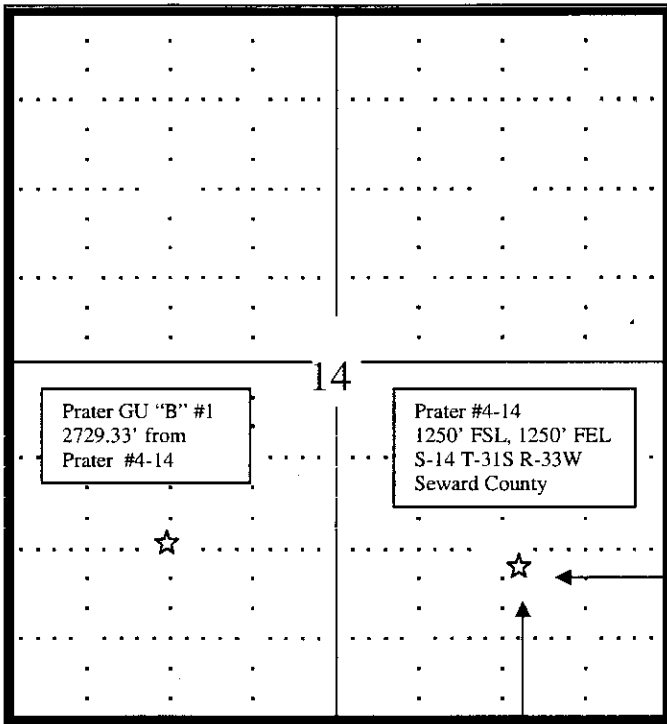 14
Prater GU "B" #1
2729.33' from
Prater #4-14
Prater #4-14
1250' FSL, 1250' FEL
S-14 T-31S R-33W
Seward County